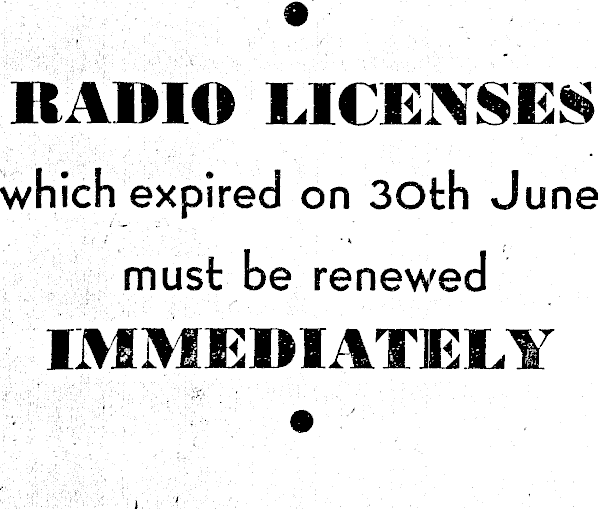 RADIO LICENSES
which expired on 30th June
must be renewed
IMMEDIATELY